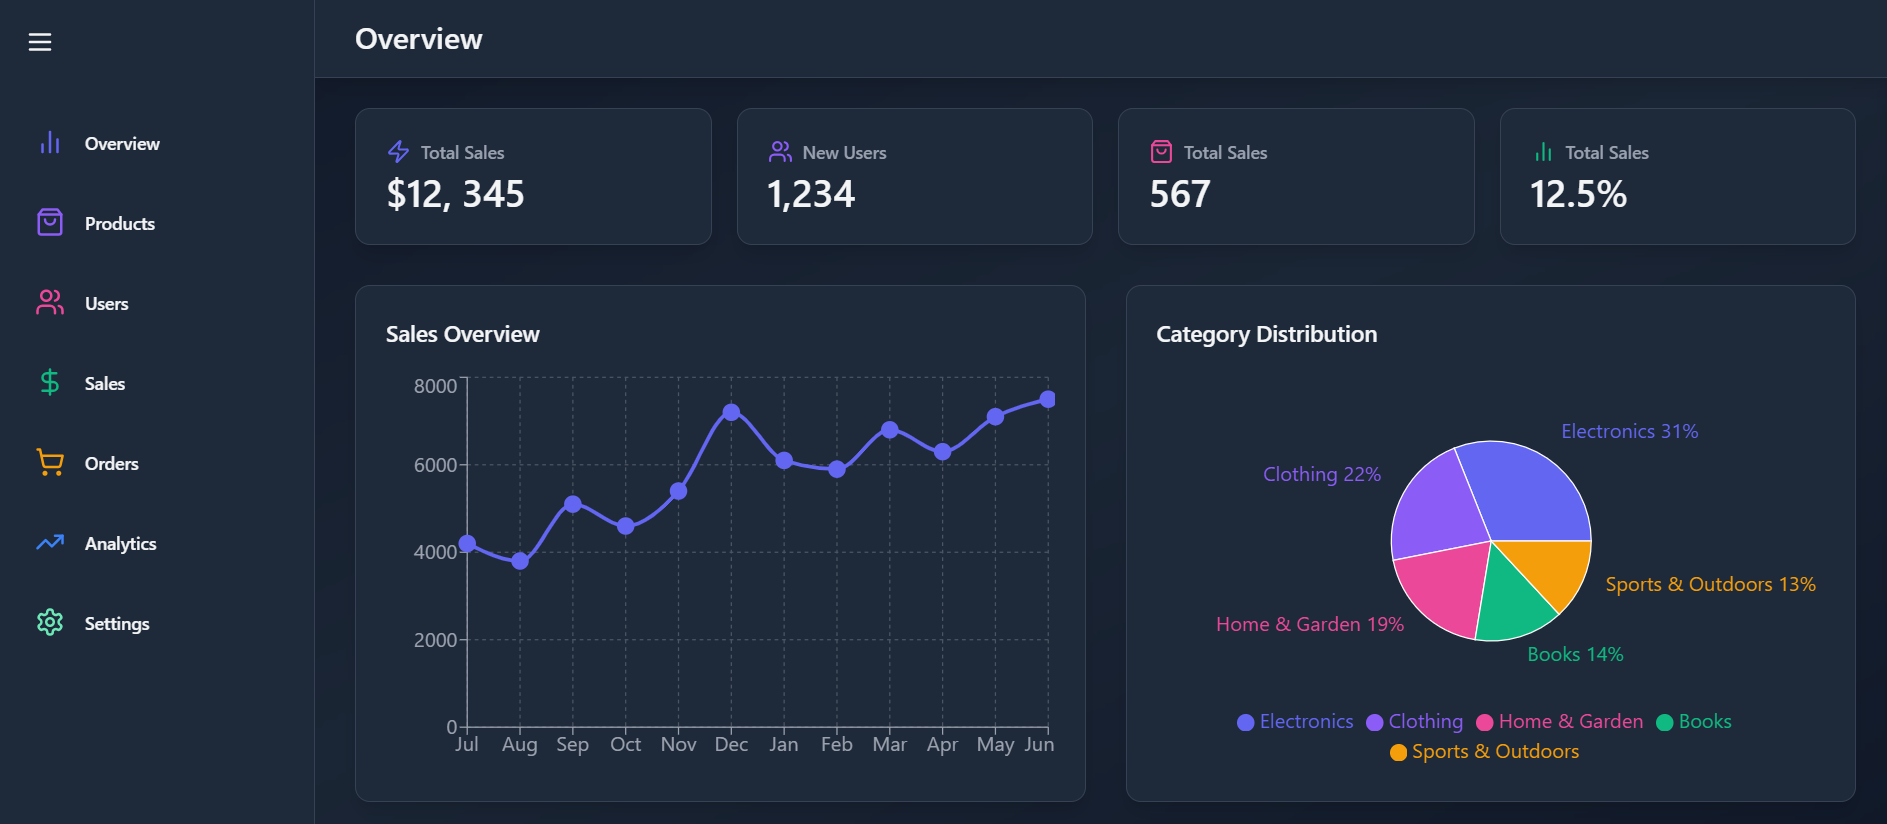 Overview
Overview
Products
Users
Sales
Orders
Analytics
Settings
Total Sales
$12, 345
New Users
1,234
Total Sales
567
Total Sales
12.5%
Sales Overview
8000
6000
4000
2000
0
Jul Aug Sep Oct Nov Dec Jan Feb Mar Apr May Jun
Category Distribution
Electronics 31%
Clothing 22%
Sports & Outdoors 13%
Home & Garden 19%
Books 14%
Electronics Clothing Home & Garden Books
Sports & Outdoors